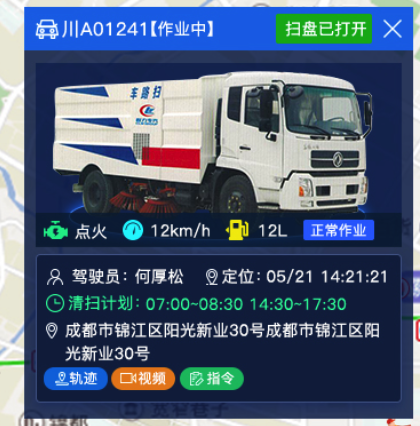 川A01241【作业中】 扫盘已打开
车路扫
点火 12km/h 12L 正常作业
驾驶员：何厚松 定位：05/21 14:21:21
清扫计划：07:00~08:30 14:30~17:30
成都市锦江区阳光新业30号成都市锦江区阳
光新业30号
轨迹 视频 指令
宽窄巷子